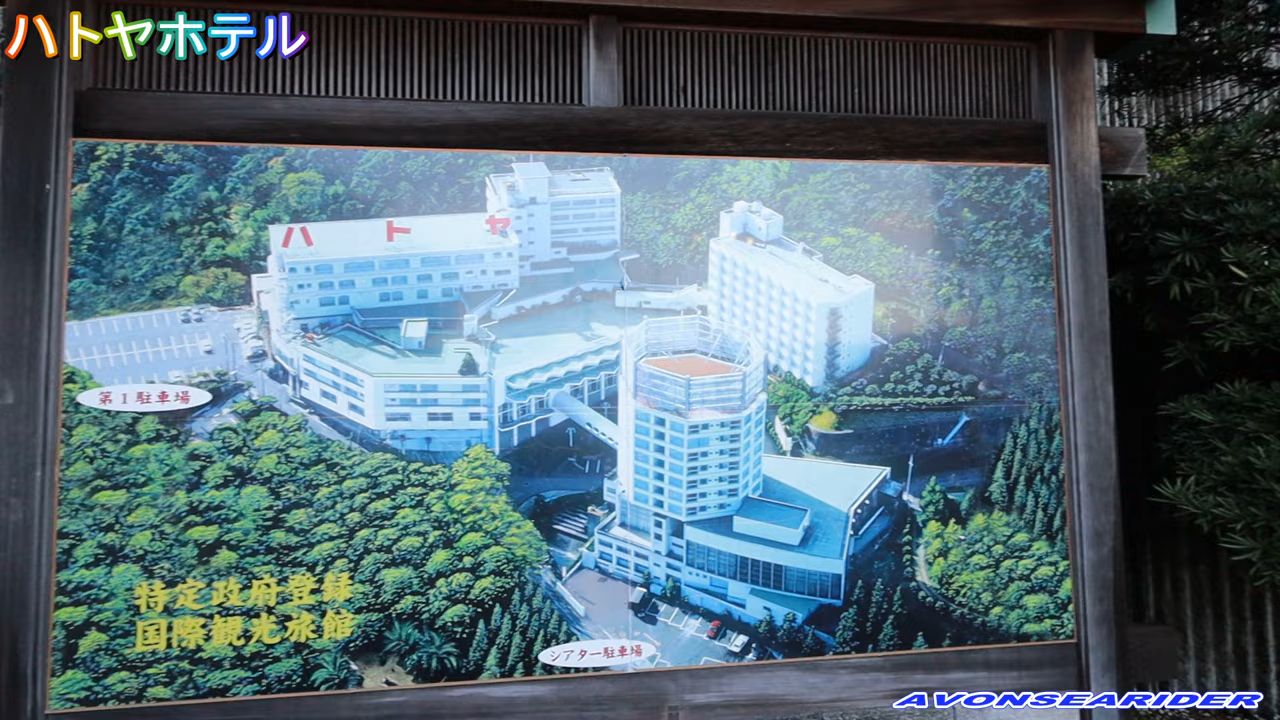 ハトヤホテル
ハトヤ
第1駐車場
特定政府登録
国際観光旅館
シアター駐車場
AVONSEARIDER